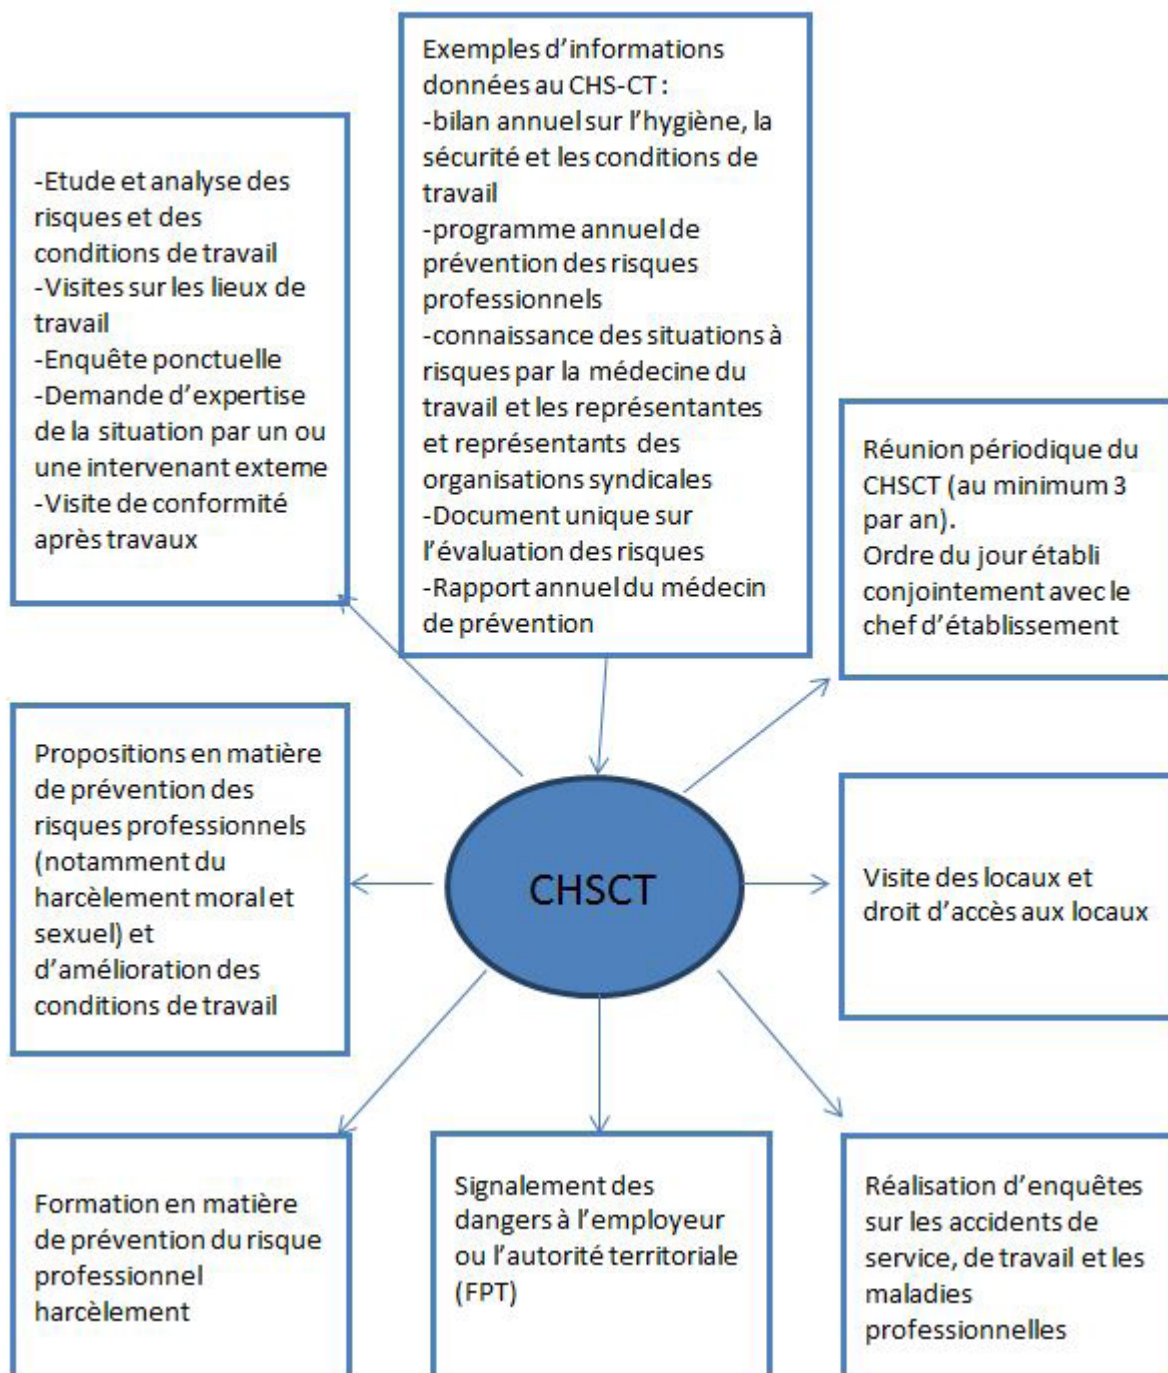 Exemples d'informations
données au CHS-CT :
-bilan annuel sur l'hygiène, la
sécurité et les conditions de
travail
-programme annuel de
prévention des risques
professionnels
-connaissance des situations à
risques par la médecine du
travail et les représentantes
et représentants des
organisations syndicales
-Document unique sur
l'évaluation des risques
-Rapport annuel du médecin
de prévention
-Etude et analyse des
risques et des
conditions de travail
-Visites sur les lieux de
travail
-Enquête ponctuelle
-Demande d'expertise
de la situation par un ou
une intervenant externe
-Visite de conformité
après travaux
Réunion périodique du
CHSCT (au minimum 3
par an).
Ordre du jour établi
conjointement avec le
chef d'établissement
Propositions en matière
de prévention des
risques professionnels
(notamment du
harcèlement moral et
sexuel) et
d'amélioration des
conditions de travail
CHSCT
Visite des locaux et
droit d'accès aux locaux
Formation en matière
de prévention du risque
professionnel
harcèlement
Signalement des
dangers à l'employeur
ou l'autorité territoriale
(FPT)
Réalisation d'enquêtes
sur les accidents de
service, de travail et les
maladies
professionnelles